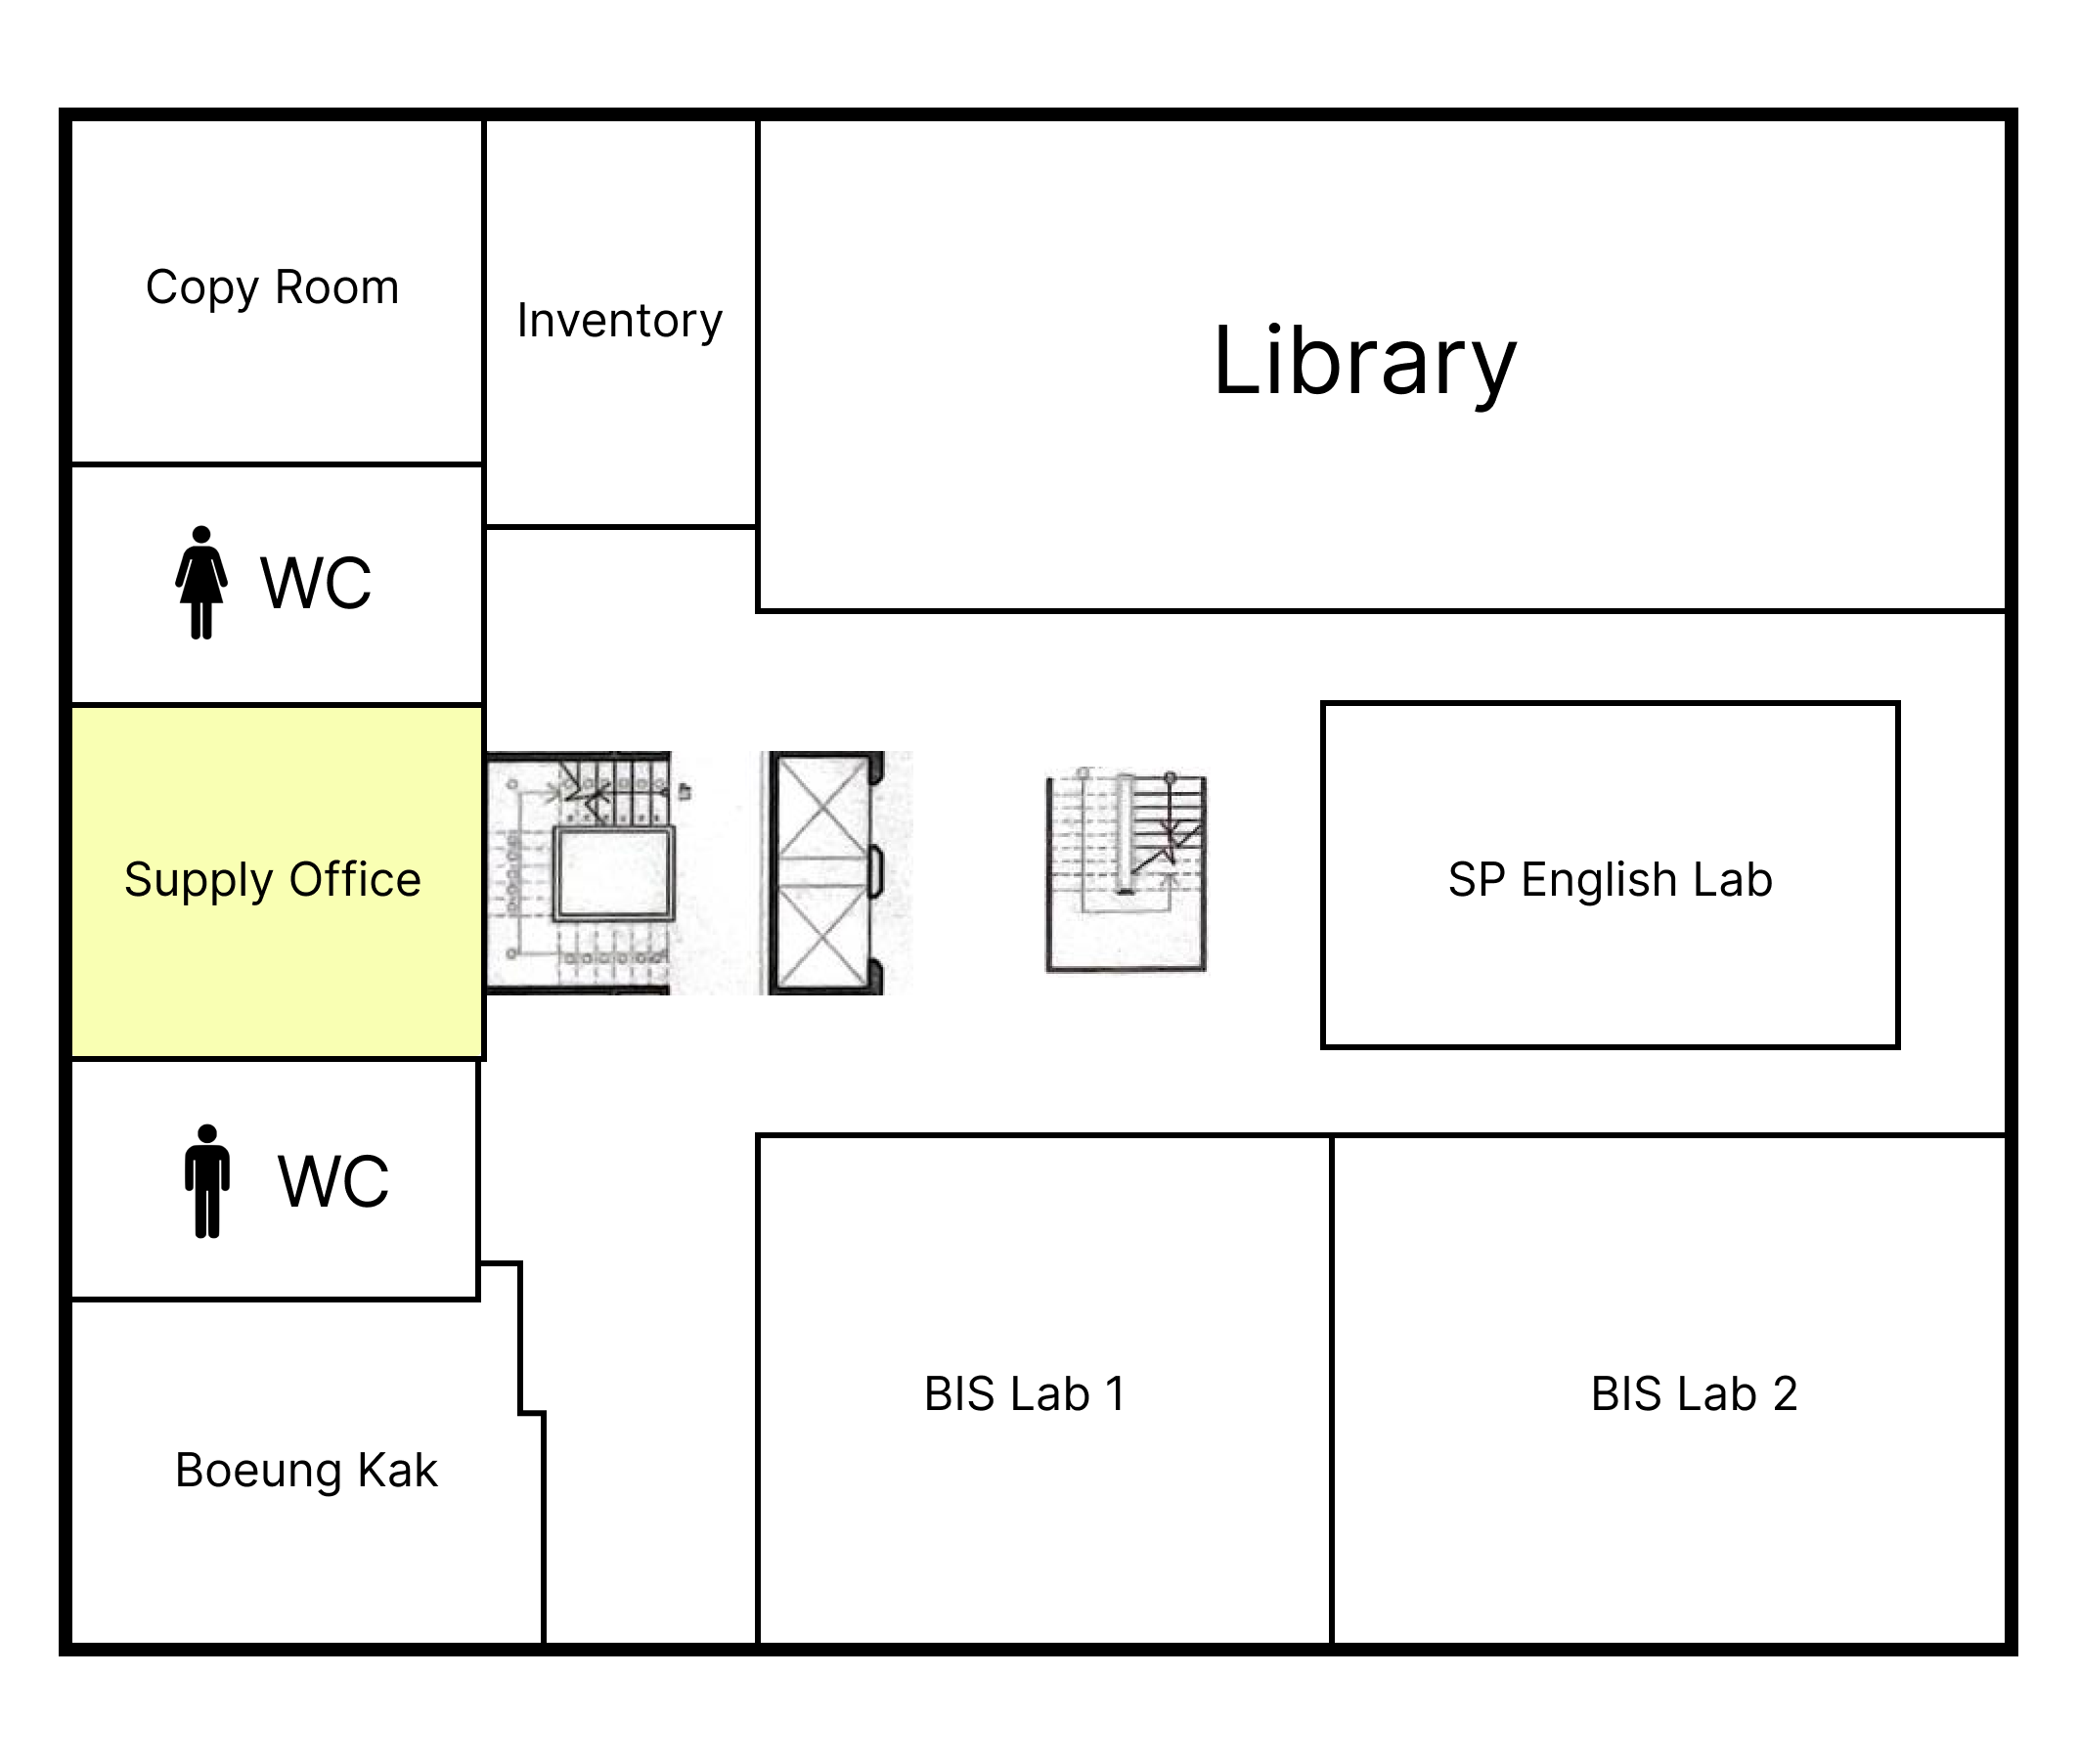 Copy Room
Inventory
Library
WC
Supply Office
SP English Lab
WC
BIS Lab 1
BIS Lab 2
Boeung Kak